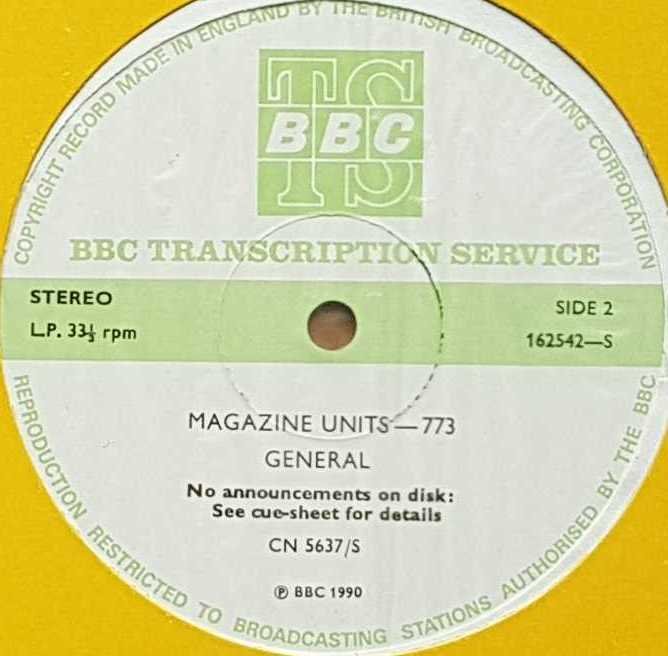 COPYRIGHT RECORD MADE IN ENGLAND BY THE BRITISH BROADCASTING CORPORATION
TS
BBC
BBC TRANSCRIPTION SERVICE
STEREO
SIDE 2
L.P. 33⅓ rpm
162542—S
MAGAZINE UNITS—773
GENERAL
No announcements on disk:
See cue-sheet for details
CN 5637/S
℗ BBC 1990
REPRODUCTION RESTRICTED TO BROADCASTING STATIONS AUTHORISED BY THE BBC